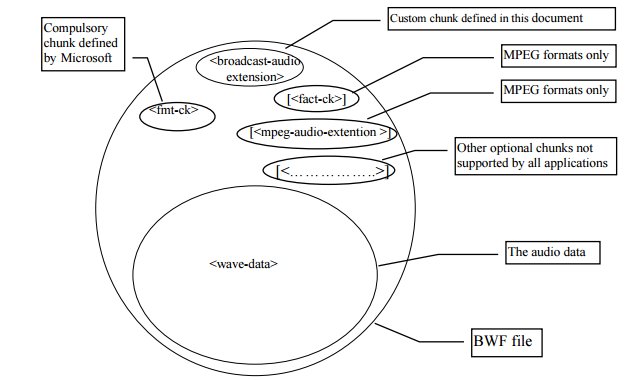 Compulsory
chunk defined
by Microsoft
Custom chunk defined in this document
<broadcast-audio
extension>
MPEG formats only
[<fact-ck>]
MPEG formats only
<fmt-ck>
[<mpeg-audio-extention >]
Other optional chunks not
supported by all applications
[<………………>]
<wave-data>
The audio data
BWF file